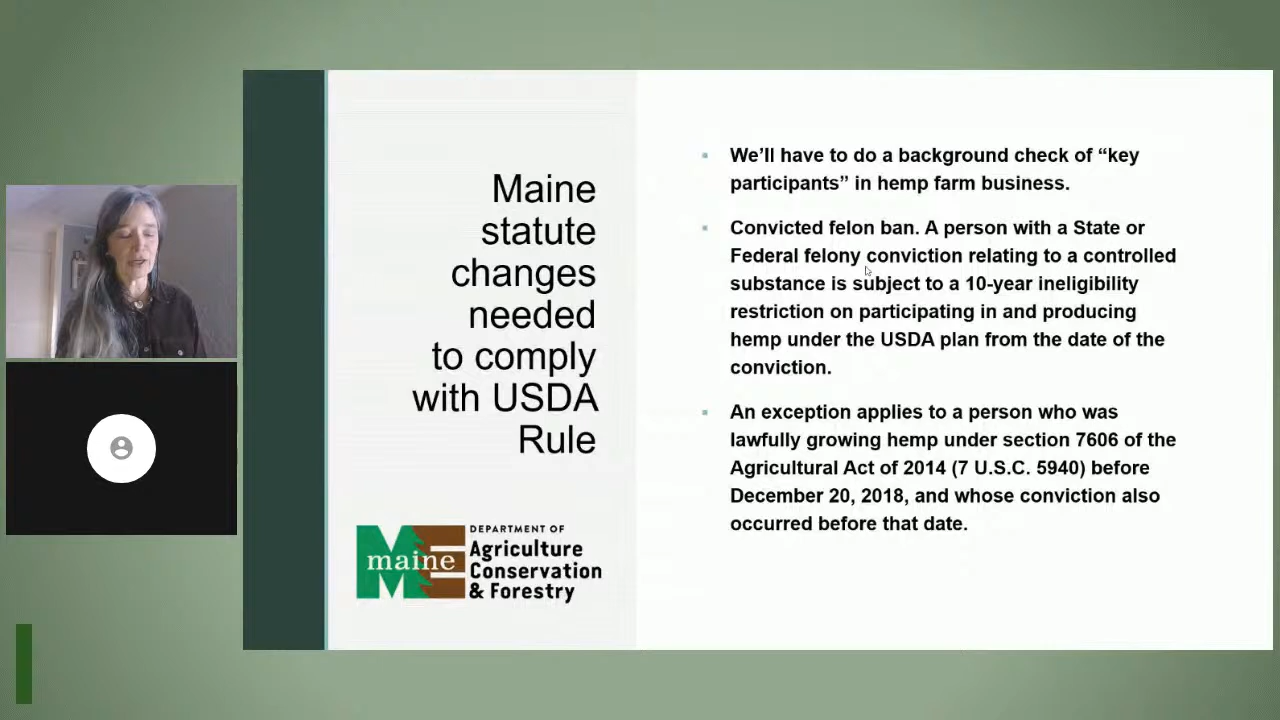 Maine
statute
changes
needed
to comply
with USDA
Rule
maine
DEPARTMENT OF
Agriculture
Conservation
& Forestry
We’ll have to do a background check of “key
participants” in hemp farm business.
Convicted felon ban. A person with a State or
Federal felony conviction relating to a controlled
substance is subject to a 10-year ineligibility
restriction on participating in and producing
hemp under the USDA plan from the date of the
conviction.
An exception applies to a person who was
lawfully growing hemp under section 7606 of the
Agricultural Act of 2014 (7 U.S.C. 5940) before
December 20, 2018, and whose conviction also
occurred before that date.